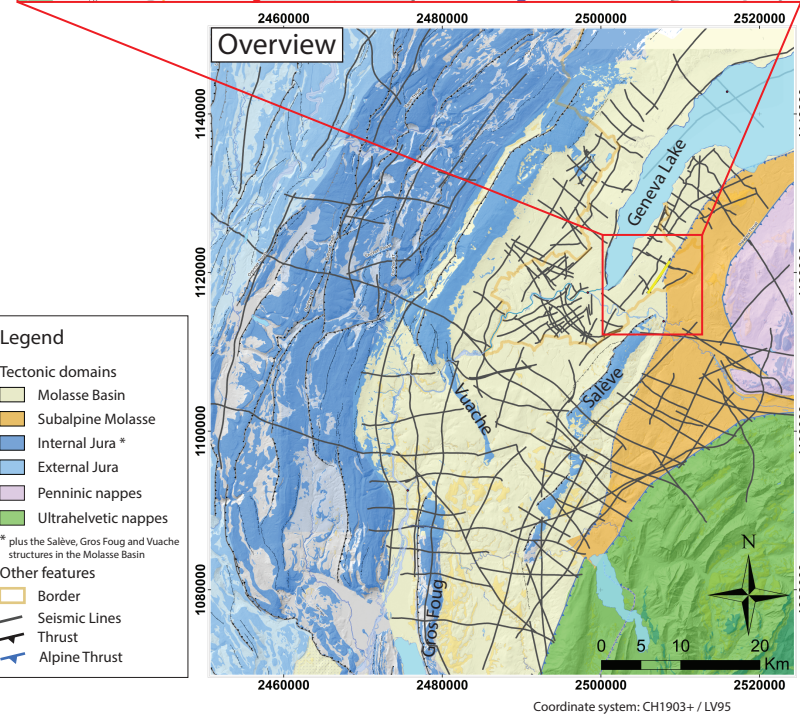 2460000 2480000 2500000 2520000
Overview
1140000
Geneva Lake
1120000
Vuache
Salève
1100000
1080000
Gros Foug
N
0 5 10 20
Km
2460000 2480000 2500000 2520000
Coordinate system: CH1903+ / LV95
Legend
Tectonic domains
Molasse Basin
Subalpine Molasse
Internal Jura *
External Jura
Penninic nappes
Ultrahelvetic nappes
* plus the Salève, Gros Foug and Vuache
structures in the Molasse Basin
Other features
Border
Seismic Lines
Thrust
Alpine Thrust